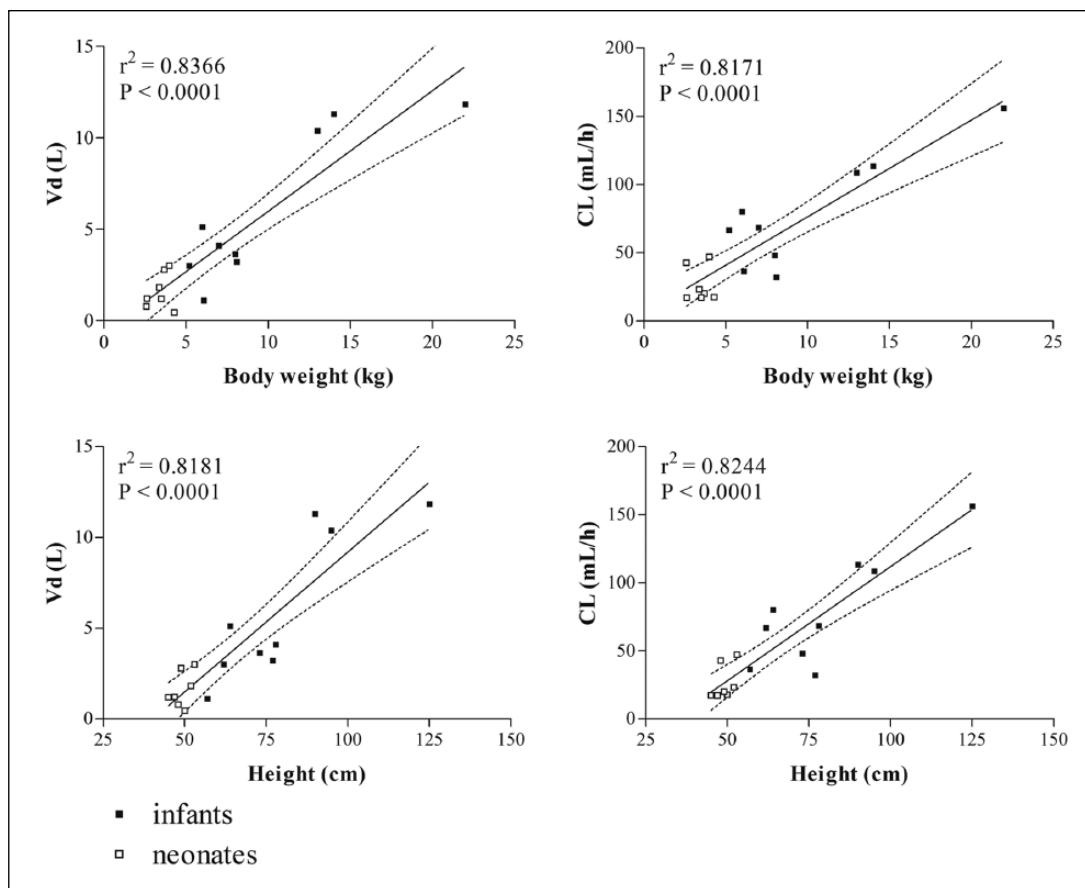 r² = 0.8366
P < 0.0001
15
10
5
0
Vd (L)
0 5 10 15 20 25
Body weight (kg)
r² = 0.8171
P < 0.0001
200
150
100
50
0
CL (mL/h)
0 5 10 15 20 25
Body weight (kg)
r² = 0.8181
P < 0.0001
15
10
5
0
Vd (L)
25 50 75 100 125 150
Height (cm)
r² = 0.8244
P < 0.0001
200
150
100
50
0
CL (mL/h)
25 50 75 100 125 150
Height (cm)
infants
neonates